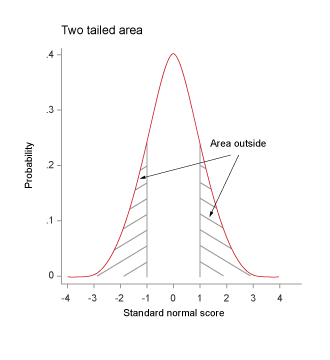 Two tailed area
.4
.3
.2
.1
0
Probability
Area outside
-4 -3 -2 -1 0 1 2 3 4
Standard normal score